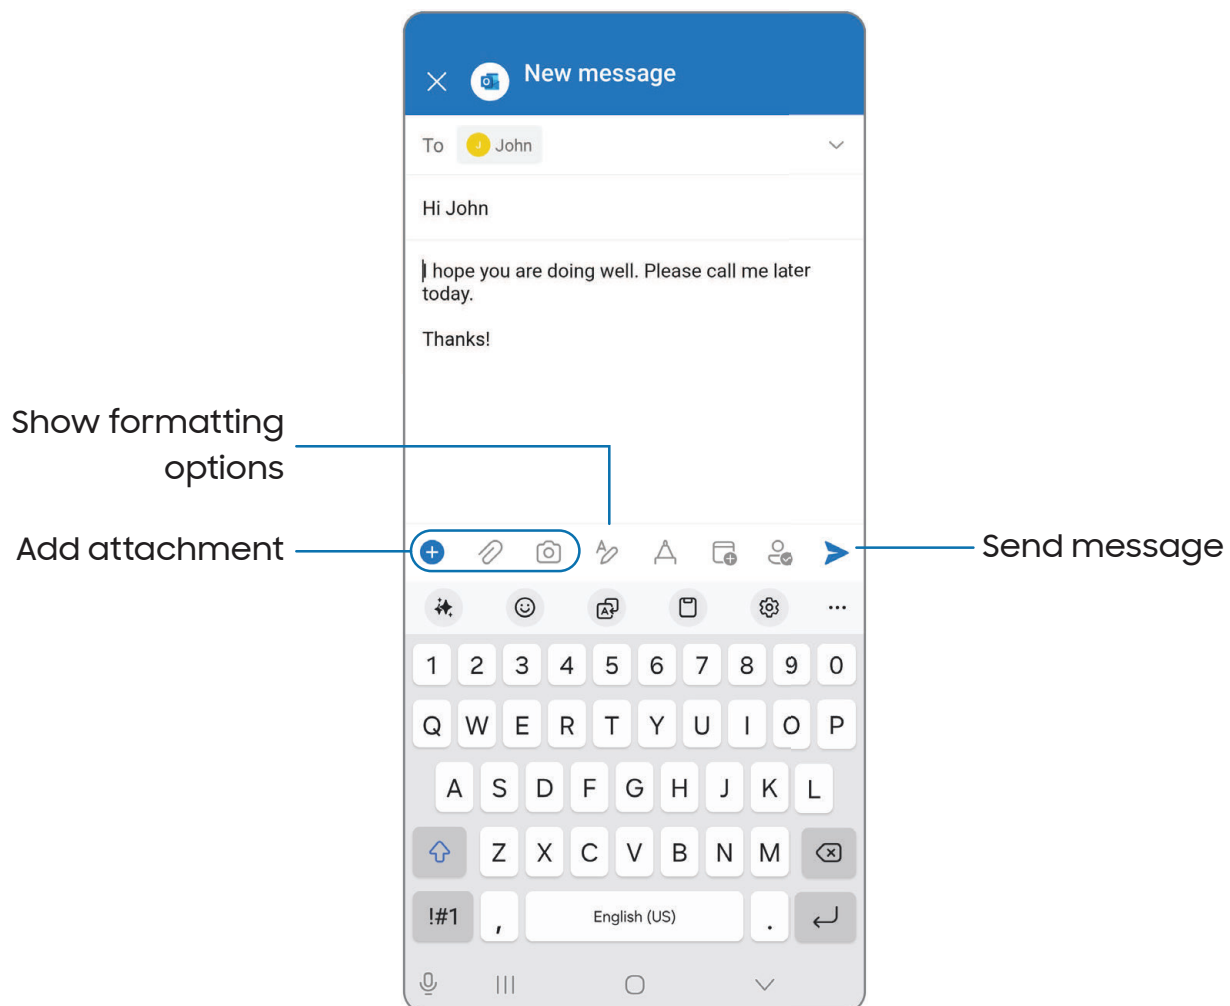 New message
To J John
Hi John
I hope you are doing well. Please call me later
today.
Thanks!
Show formatting
options
Add attachment
Send message
1 2 3 4 5 6 7 8 9 0
Q W E R T Y U I O P
A S D F G H J K L
Z X C V B N M
!#1 , English (US) .